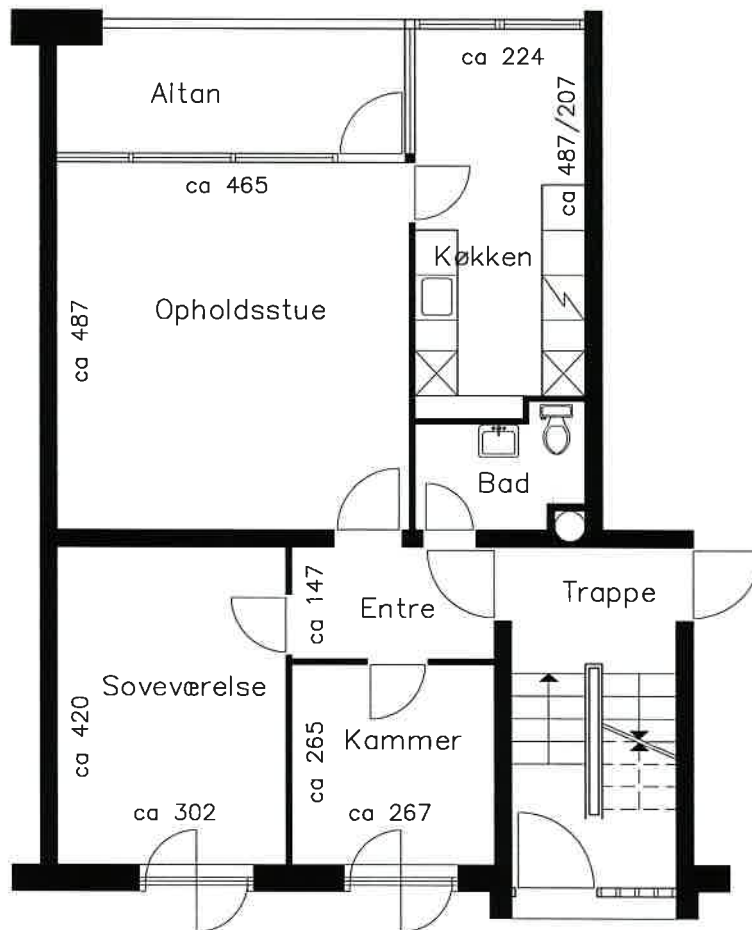 ca 224
Altan
ca 487/207
ca 465
Køkken
Opholdsstue
ca 487
Bad
Trappe
ca 147
Entre
Soveværelse
ca 420
Kammer
ca 265
ca 302
ca 267